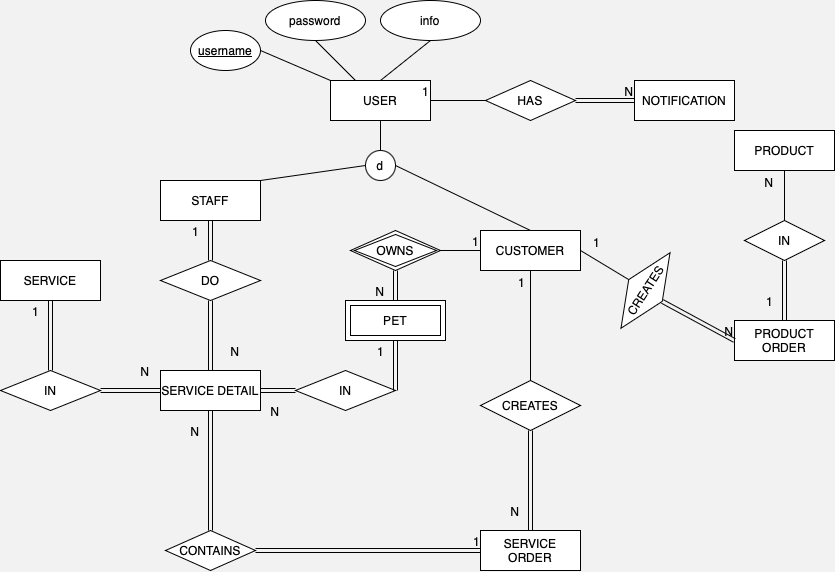 password
info
username
USER
1
HAS
N
NOTIFICATION
PRODUCT
d
STAFF
N
1
OWNS
1
CUSTOMER
1
IN
SERVICE
DO
CREATES
N
1
1
1
PET
N
PRODUCT
ORDER
N
1
N
IN
N
SERVICE DETAIL
N
IN
CREATES
N
N
CONTAINS
1
SERVICE
ORDER